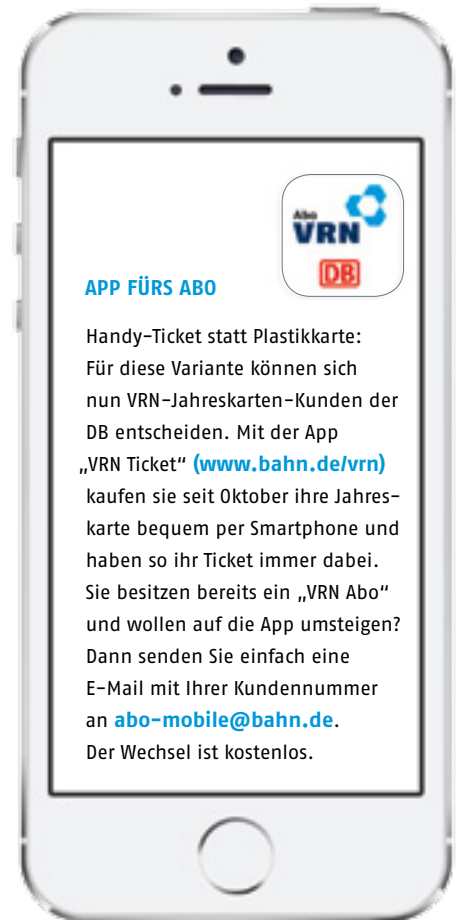 Abo
VRN
DB
APP FÜRS ABO
Handy-Ticket statt Plastikkarte:
Für diese Variante können sich
nun VRN-Jahreskarten-Kunden der
DB entscheiden. Mit der App
„VRN Ticket“ (www.bahn.de/vrn)
kaufen sie seit Oktober ihre Jahres-
karte bequem per Smartphone und
haben so ihr Ticket immer dabei.
Sie besitzen bereits ein „VRN Abo“
und wollen auf die App umsteigen?
Dann senden Sie einfach eine
E-Mail mit Ihrer Kundennummer
an abo-mobile@bahn.de.
Der Wechsel ist kostenlos.